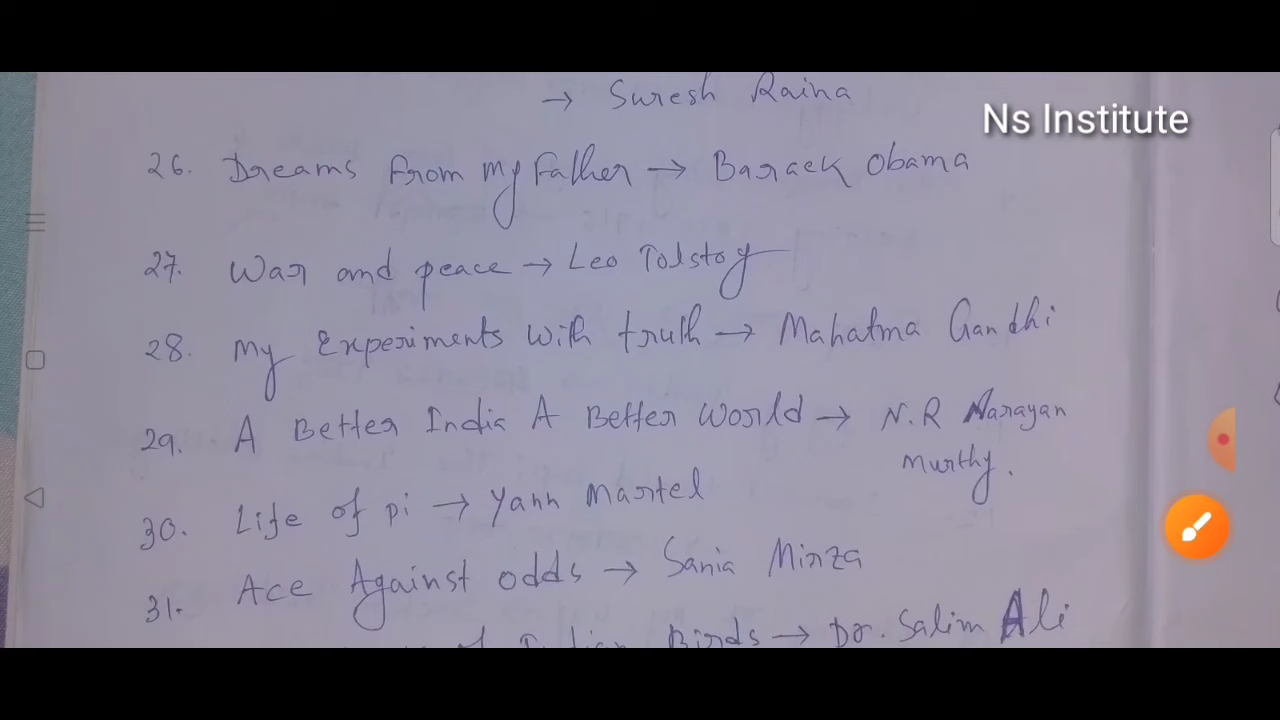 → Suresh Raina
Ns Institute
26. Dreams from my Father → Barack Obama
27. War and peace → Leo Tolstoy
28. My Experiments with truth → Mahatma Gandhi
29. A Better India A Better World → N.R Narayan
Murthy.
30. Life of pi → Yann Martel
31. Ace Against odds → Sania Mirza
of Indian Birds → Dr. Salim Ali